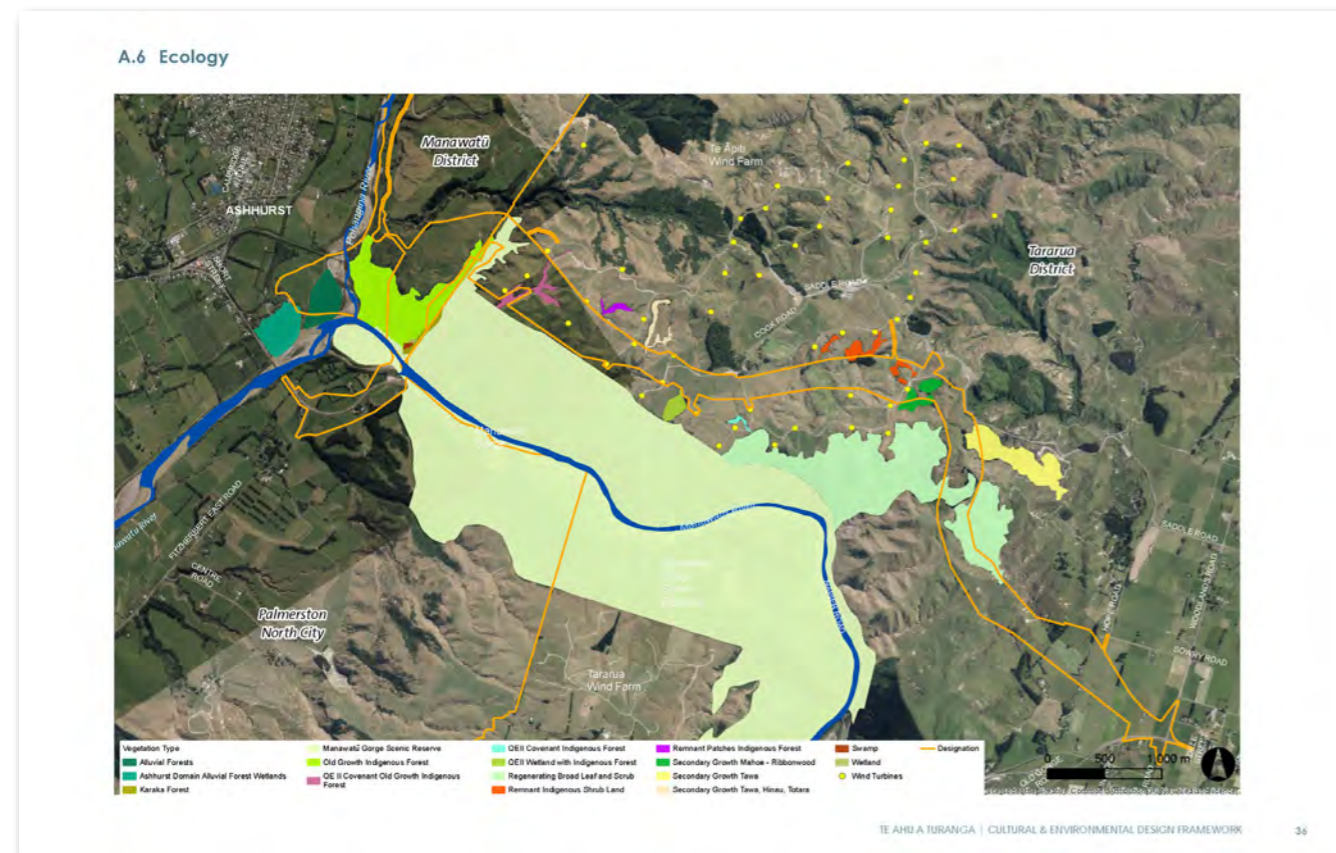 A.6 Ecology
Manawatū
District
Te Āpiti
Wind Farm
ASHHURST
Pohangina River
Tararua
District
SADDLE ROAD
COOK ROAD
FITZHERBERT EAST ROAD
CENTRE
ROAD
Palmerston
North City
Tararua
Wind Farm
SADDLE ROAD
HOPE ROAD
WOODLANDS ROAD
Vegetation Type
Alluvial Forests
Ashhurst Domain Alluvial Forest Wetlands
Karaka Forest
Manawatū Gorge Scenic Reserve
Old Growth Indigenous Forest
QE II Covenant Old Growth Indigenous
Forest
QEII Covenant Indigenous Forest
QEII Wetland with Indigenous Forest
Regenerating Broad Leaf and Scrub
Remnant Indigenous Shrub Land
Remnant Patches Indigenous Forest
Secondary Growth Mahoe - Ribbonwood
Secondary Growth Tawa
Secondary Growth Tawa, Hinau, Totara
Swamp
Wetland
Wind Turbines
Designation
0 500 1,000 m
TE AHU A TURANGA | CULTURAL & ENVIRONMENTAL DESIGN FRAMEWORK 36